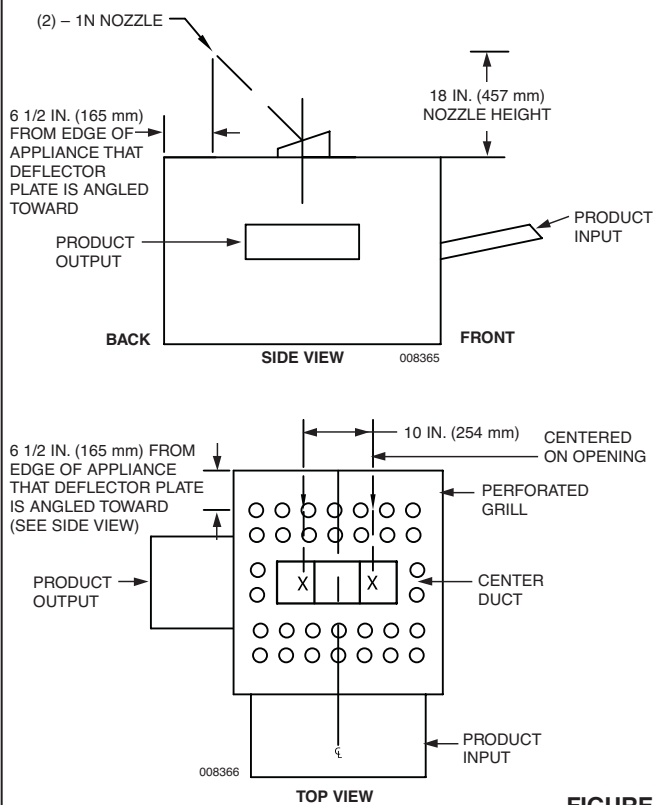 (2) – 1N NOZZLE
18 IN. (457 mm)
NOZZLE HEIGHT
6 1/2 IN. (165 mm)
FROM EDGE OF
APPLIANCE THAT
DEFLECTOR
PLATE IS ANGLED
TOWARD
PRODUCT
INPUT
PRODUCT
OUTPUT
BACK
FRONT
SIDE VIEW
008365
10 IN. (254 mm)
CENTERED
ON OPENING
6 1/2 IN. (165 mm) FROM
EDGE OF APPLIANCE
THAT DEFLECTOR PLATE
IS ANGLED TOWARD
(SEE SIDE VIEW)
PERFORATED
GRILL
PRODUCT
OUTPUT
X
X
CENTER
DUCT
℄
PRODUCT
INPUT
008366
TOP VIEW
FIGURE